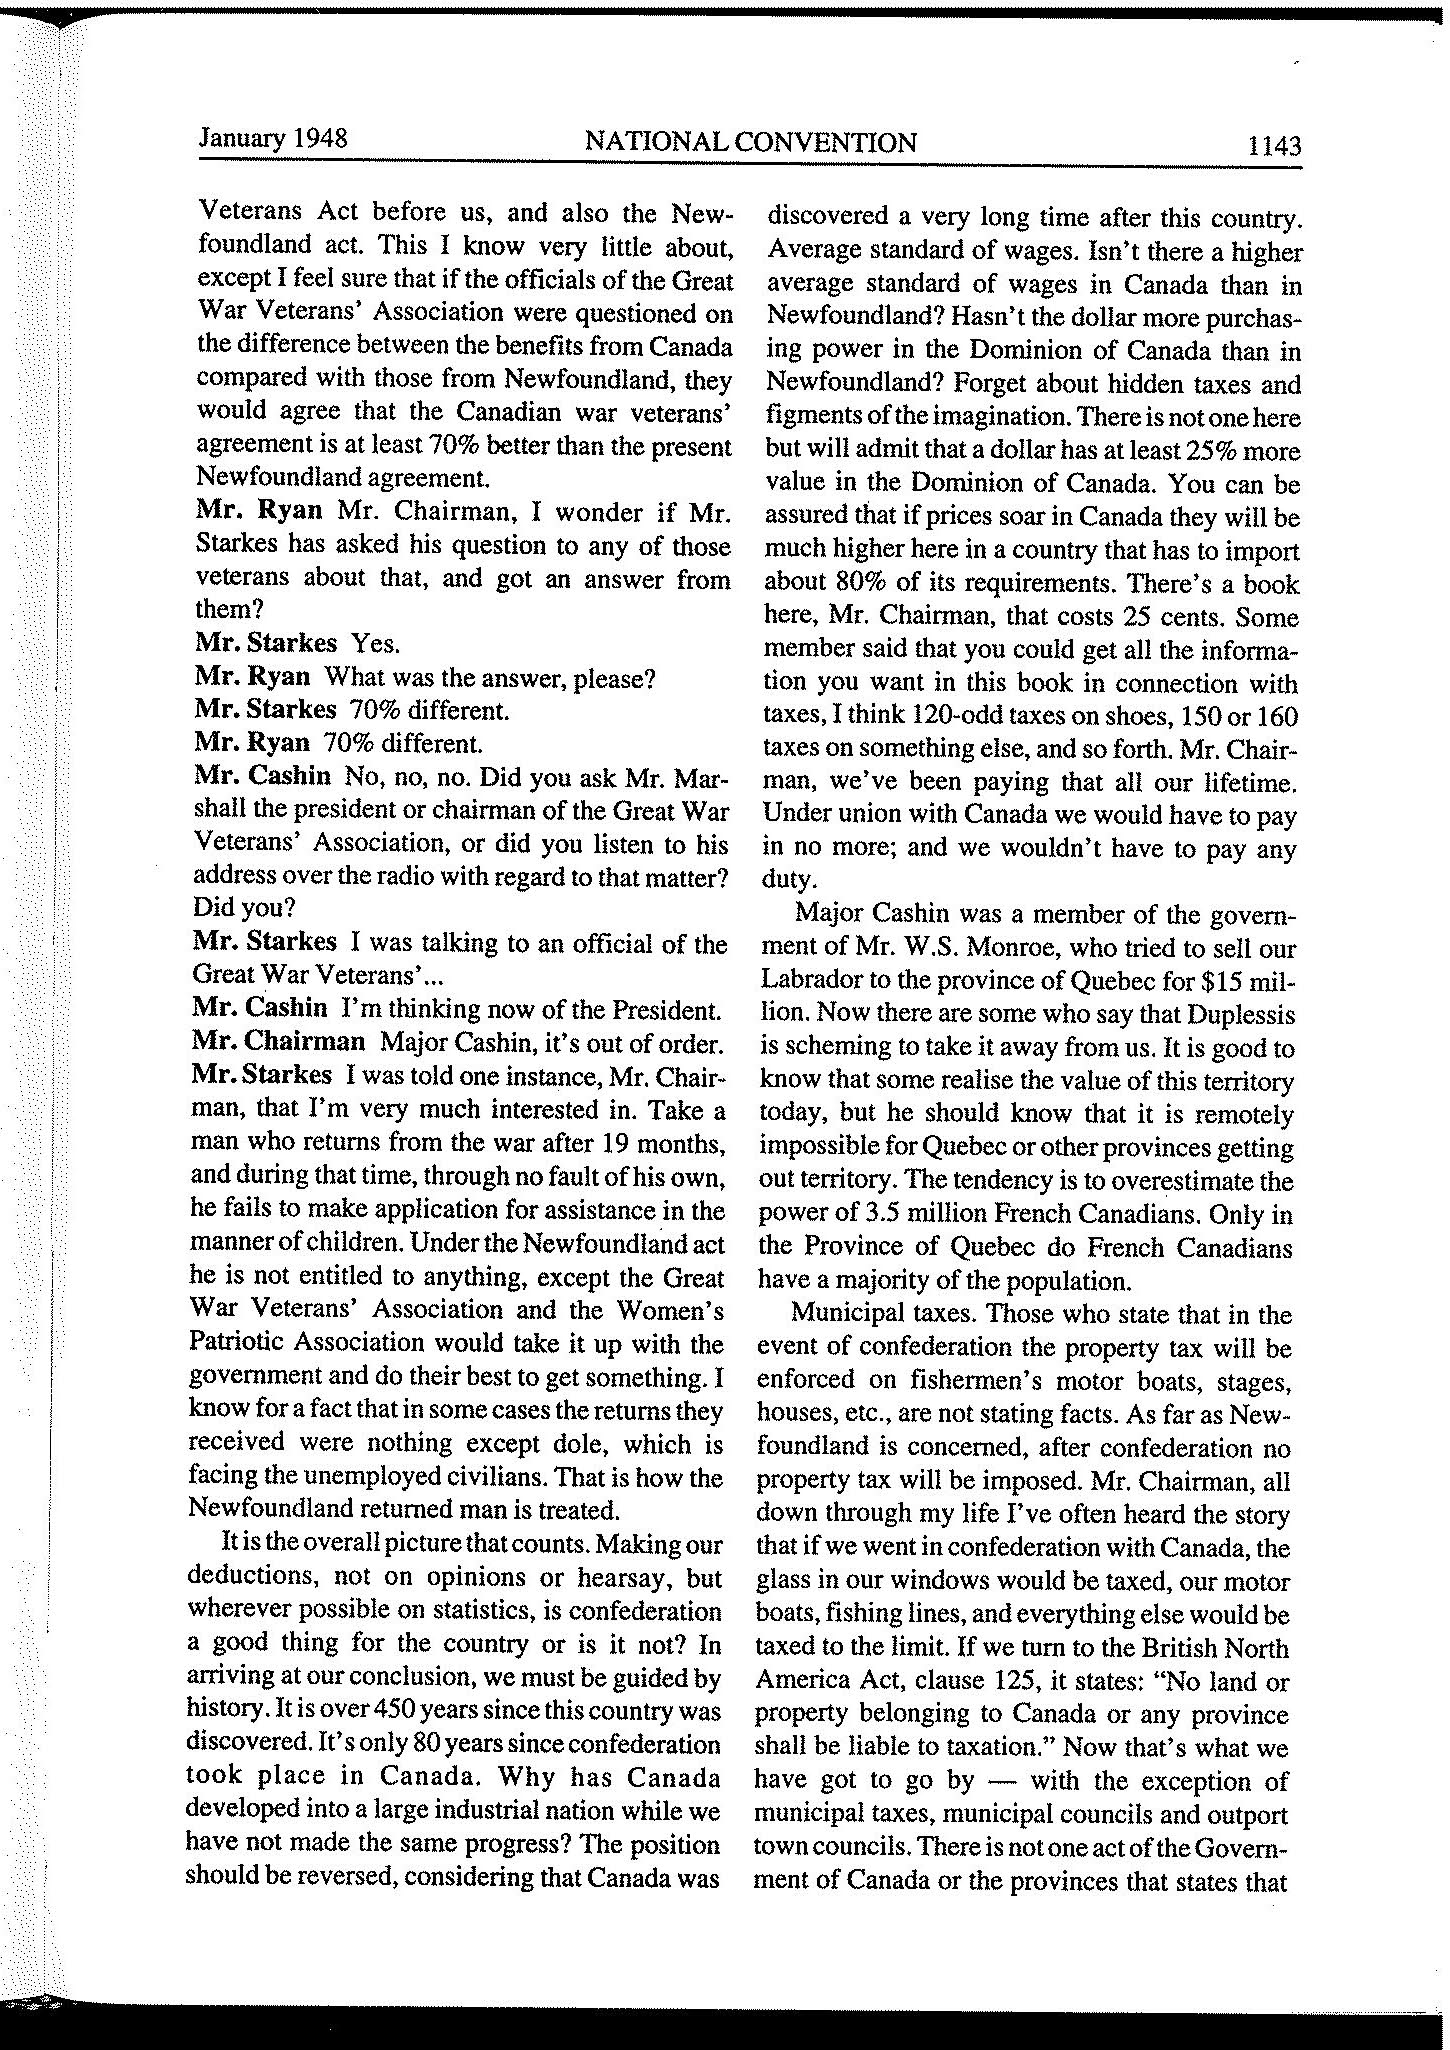 January 1948 NATIONAL CONVENTION 1143
Veterans Act before us, and also the New-
foundland act. This I know very little about,
except I feel sure that if the officials of the Great
War Veterans' Association were questioned on
the difference between the benefits from Canada
compared with those from Newfoundland, they
would agree that the Canadian war veterans'
agreement is at least 70% better than the present
Newfoundland agreement.
Mr. Ryan Mr. Chairman, I wonder if Mr.
Starkes has asked his question to any of those
veterans about that, and got an answer from
them?
Mr. Starkes Yes.
Mr. Ryan What was the answer, please?
Mr. Starkes 70% different.
Mr. Ryan 70% different.
Mr. Cashin No, no, no. Did you ask Mr. Mar-
shall the president or chairman of the Great War
Veterans' Association, or did you listen to his
address over the radio with regard to that matter?
Did you?
Mr. Starkes I was talking to an official of the
Great War Veterans'...
Mr. Cashin I'm thinking now of the President.
Mr. Chairman Major Cashin, it's out of order.
Mr. Starkes I was told one instance, Mr. Chair-
man, that I'm very much interested in. Take a
man who returns from the war after 19 months,
and during that time, through no fault of his own,
he fails to make application for assistance in the
manner of children. Under the Newfoundland act
he is not entitled to anything, except the Great
War Veterans' Association and the Women's
Patriotic Association would take it up with the
government and do their best to get something. I
know for a fact that in some cases the returns they
received were nothing except dole, which is
facing the unemployed civilians. That is how the
Newfoundland returned man is treated.
It is the overall picture that counts. Making our
deductions, not on opinions or hearsay, but
wherever possible on statistics, is confederation
a good thing for the country or is it not? In
arriving at our conclusion, we must be guided by
history. It is over 450 years since this country was
discovered. It's only 80 years since confederation
took place in Canada. Why has Canada
developed into a large industrial nation while we
have not made the same progress? The position
should be reversed, considering that Canada was
discovered a very long time after this country.
Average standard of wages. Isn't there a higher
average standard of wages in Canada than in
Newfoundland? Hasn't the dollar more purchas-
ing power in the Dominion of Canada than in
Newfoundland? Forget about hidden taxes and
figments of the imagination. There is not one here
but will admit that a dollar has at least 25% more
value in the Dominion of Canada. You can be
assured that if prices soar in Canada they will be
much higher here in a country that has to import
about 80% of its requirements. There's a book
here, Mr. Chairman, that costs 25 cents. Some
member said that you could get all the informa-
tion you want in this book in connection with
taxes, I think 120-odd taxes on shoes, 150 or 160
taxes on something else, and so forth. Mr. Chair-
man, we've been paying that all our lifetime.
Under union with Canada we would have to pay
in no more; and we wouldn't have to pay any
duty.
Major Cashin was a member of the govern-
ment of Mr. W.S. Monroe, who tried to sell our
Labrador to the province of Quebec for $15 mil-
lion. Now there are some who say that Duplessis
is scheming to take it away from us. It is good to
know that some realise the value of this territory
today, but he should know that it is remotely
impossible for Quebec or other provinces getting
out territory. The tendency is to overestimate the
power of 3.5 million French Canadians. Only in
the Province of Quebec do French Canadians
have a majority of the population.
Municipal taxes. Those who state that in the
event of confederation the property tax will be
enforced on fishermen's motor boats, stages,
houses, etc., are not stating facts. As far as New-
foundland is concerned, after confederation no
property tax will be imposed. Mr. Chairman, all
down through my life I've often heard the story
that if we went in confederation with Canada, the
glass in our windows would be taxed, our motor
boats, fishing lines, and everything else would be
taxed to the limit. If we turn to the British North
America Act, clause 125, it states: "No land or
property belonging to Canada or any province
shall be liable to taxation." Now that's what we
have got to go by — with the exception of
municipal taxes, municipal councils and outport
town councils. There is not one act of the Govern-
ment of Canada or the provinces that states that